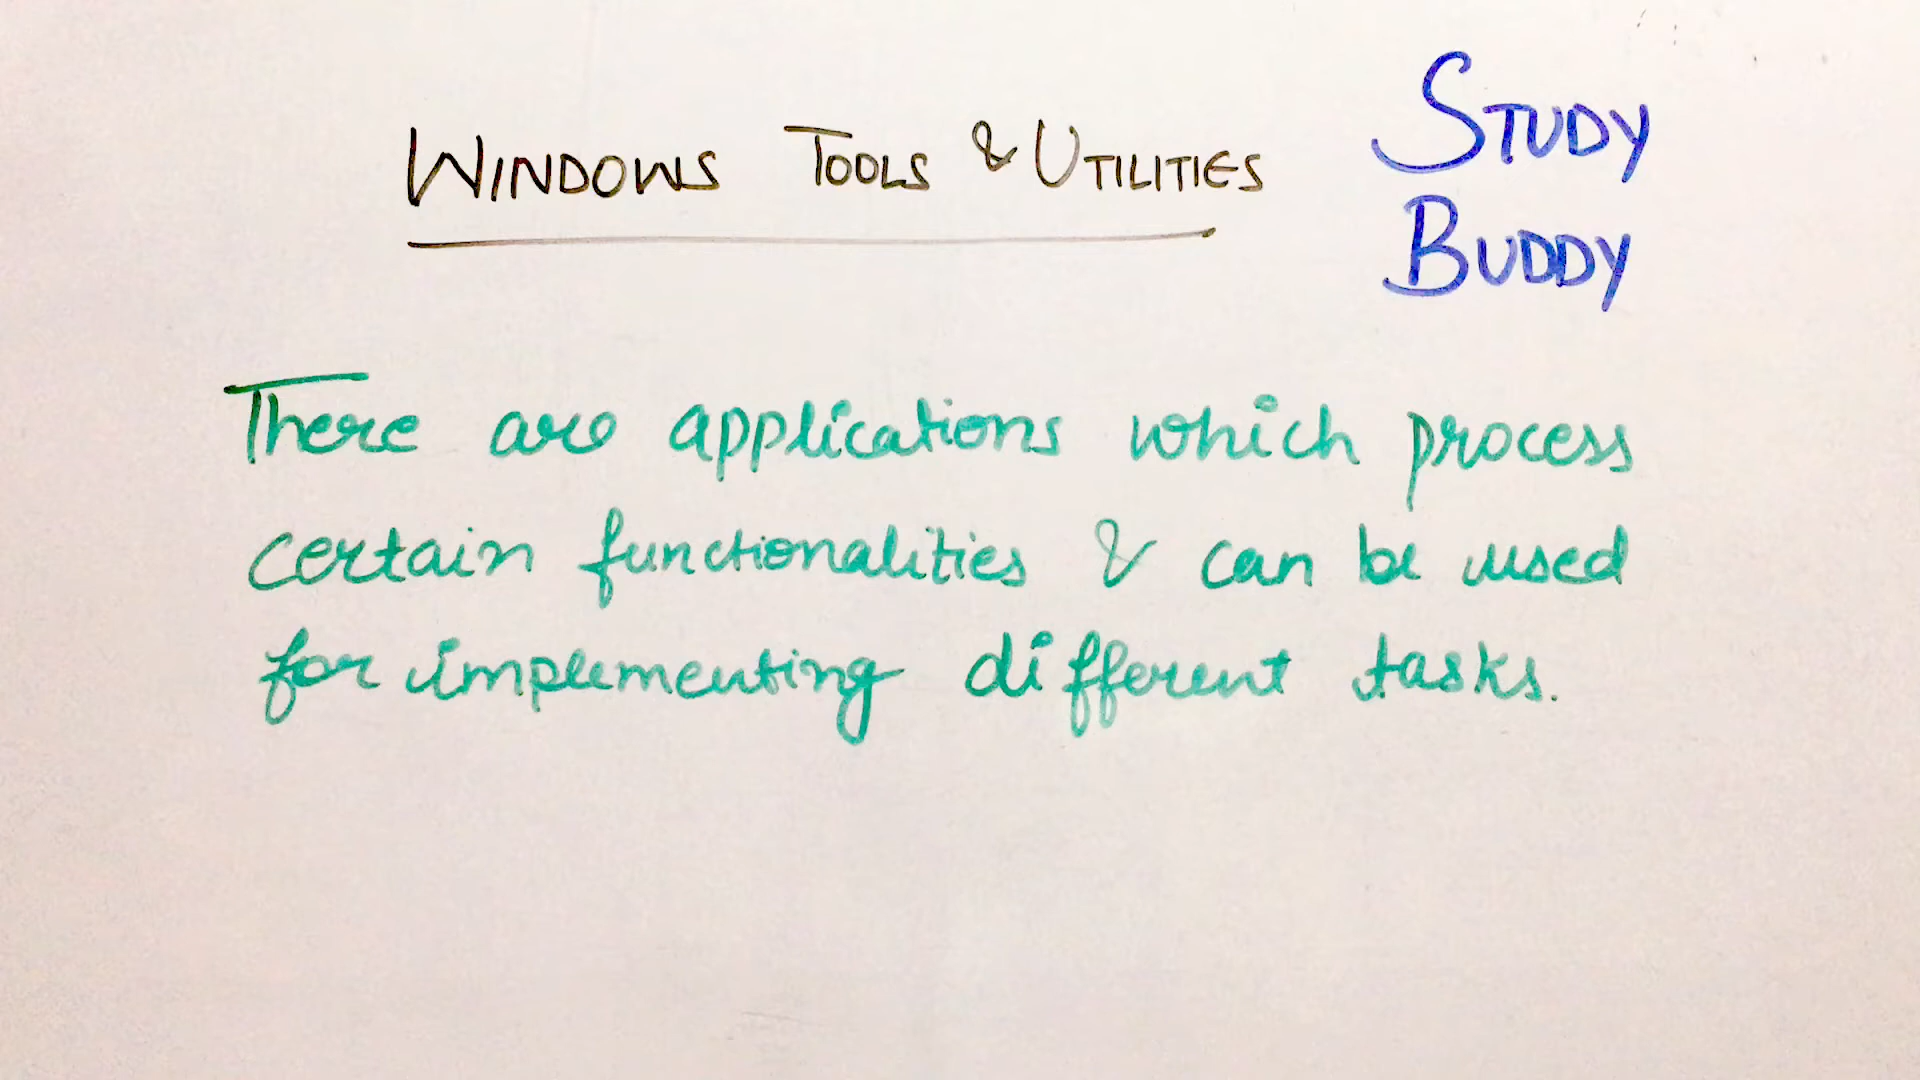 WINDOWS TOOLS & UTILITIES
STUDY
BUDDY
There are applications which process
certain functionalities & can be used
for implementing different tasks.